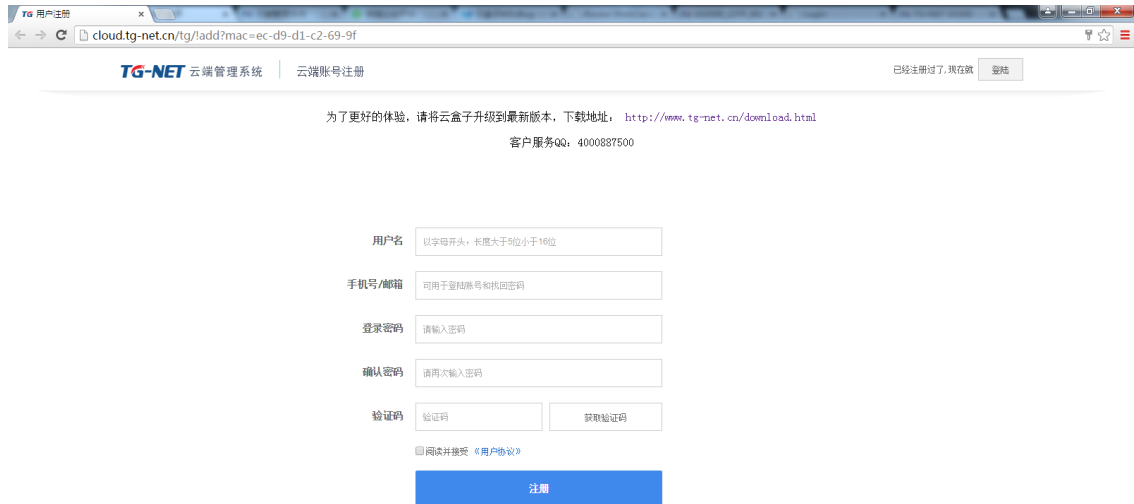 TG 用户注册
cloud.tg-net.cn/tg/!add?mac=ec-d9-d1-c2-69-9f
TG-NET 云端管理系统 云端账号注册 已经注册过了,现在就 登陆
为了更好的体验，请将云盒子升级到最新版本，下载地址： http://www.tg-net.cn/download.html
客户服务QQ：4000887500
用户名 以字母开头，长度大于5位小于16位
手机号/邮箱 可用于登陆账号和找回密码
登录密码 请输入密码
确认密码 请再次输入密码
验证码 验证码 获取验证码
阅读并接受 《用户协议》
注册